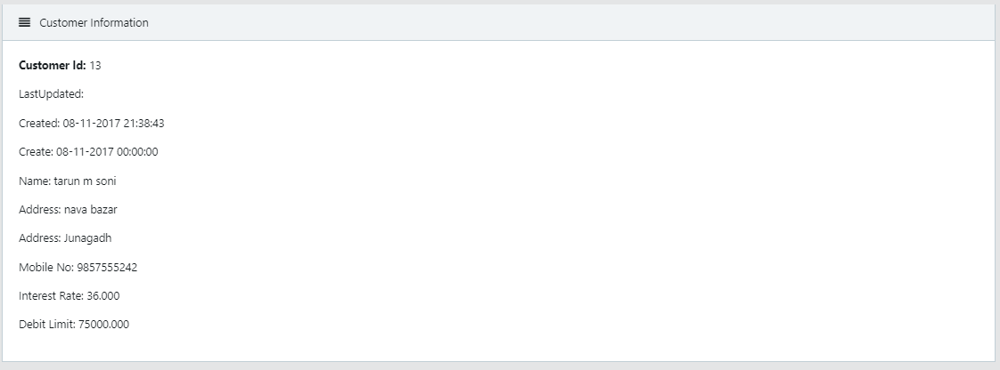 Customer Information
Customer Id: 13
LastUpdated:
Created: 08-11-2017 21:38:43
Create: 08-11-2017 00:00:00
Name: tarun m soni
Address: nava bazar
Address: Junagadh
Mobile No: 9857555242
Interest Rate: 36.000
Debit Limit: 75000.000